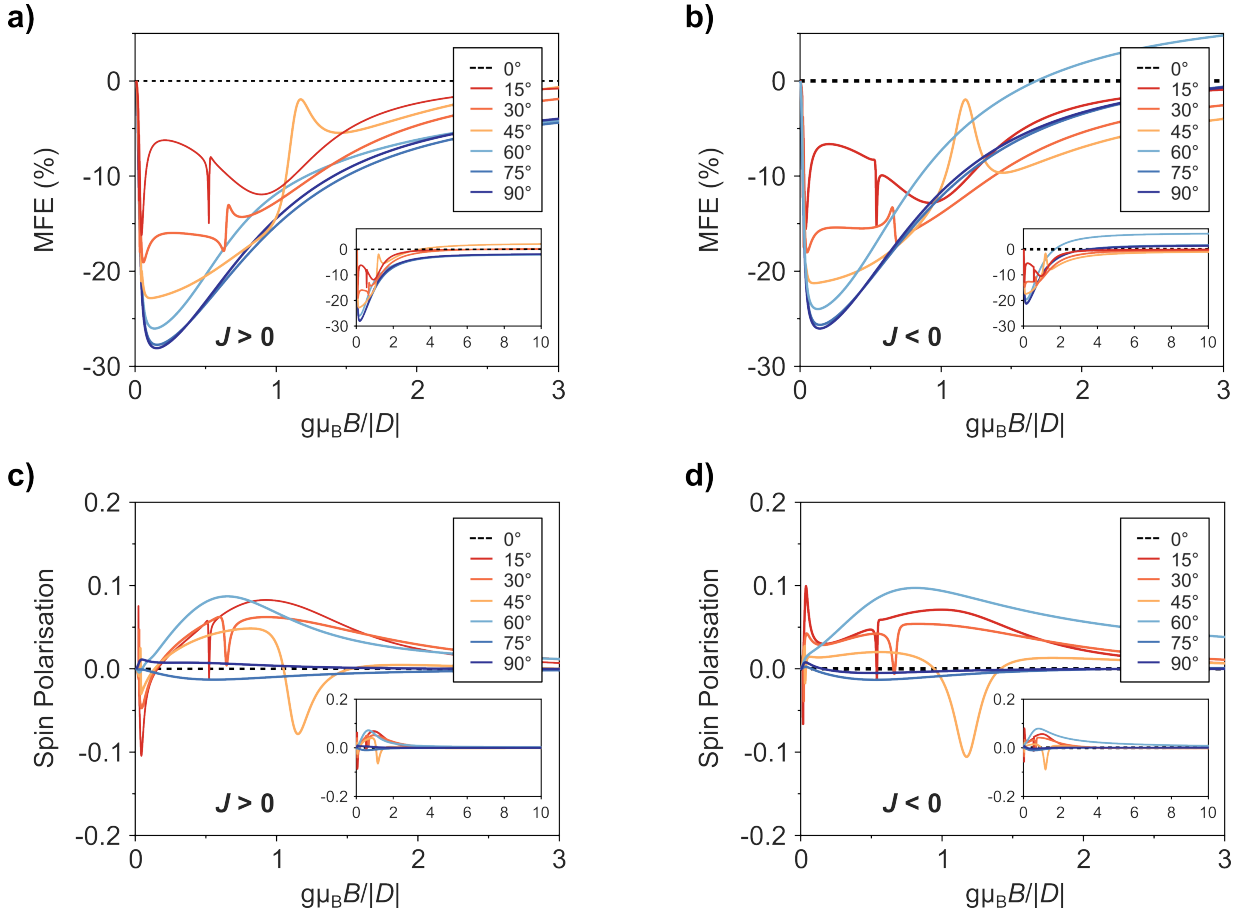 a)
0
-10
-20
-30
MFE (%)
0°
15°
30°
45°
60°
75°
90°
J > 0
0
-10
-20
-30
0 2 4 6 8 10
0 1 2 3
gμBB/|D|
b)
0
-10
-20
-30
MFE (%)
0°
15°
30°
45°
60°
75°
90°
J < 0
0
-10
-20
-30
0 2 4 6 8 10
0 1 2 3
gμBB/|D|
c)
0.2
0.1
0.0
-0.1
-0.2
Spin Polarisation
0°
15°
30°
45°
60°
75°
90°
J > 0
0.2
0.0
-0.2
0 2 4 6 8 10
0 1 2 3
gμBB/|D|
d)
0.2
0.1
0.0
-0.1
-0.2
Spin Polarisation
0°
15°
30°
45°
60°
75°
90°
J < 0
0.2
0.0
-0.2
0 2 4 6 8 10
0 1 2 3
gμBB/|D|